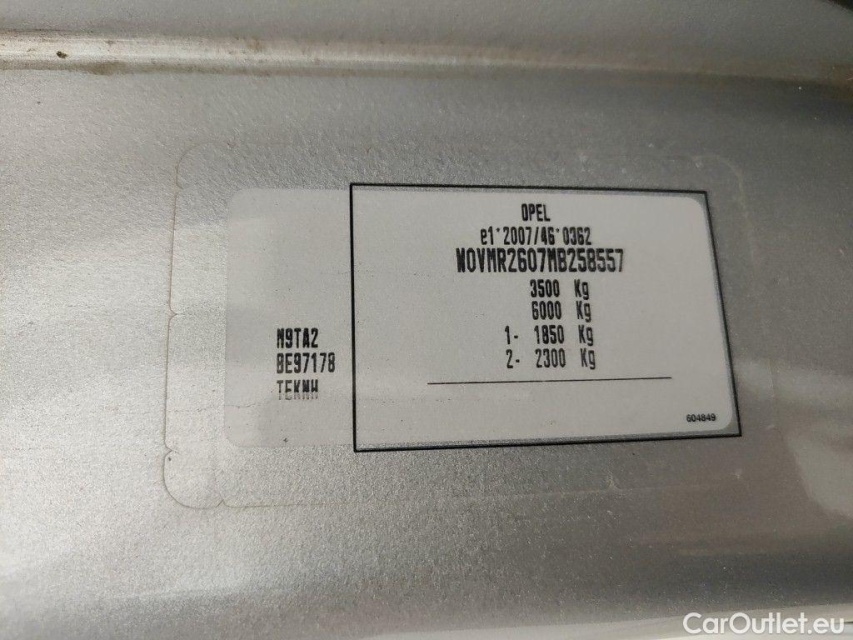 OPEL
e1*2007/46*0362
W0VMR2607MB258557
3500 Kg
6000 Kg
1- 1850 Kg
2- 2300 Kg
M9TA2
BE97178
TEKNH
604849
CarOutlet.eu